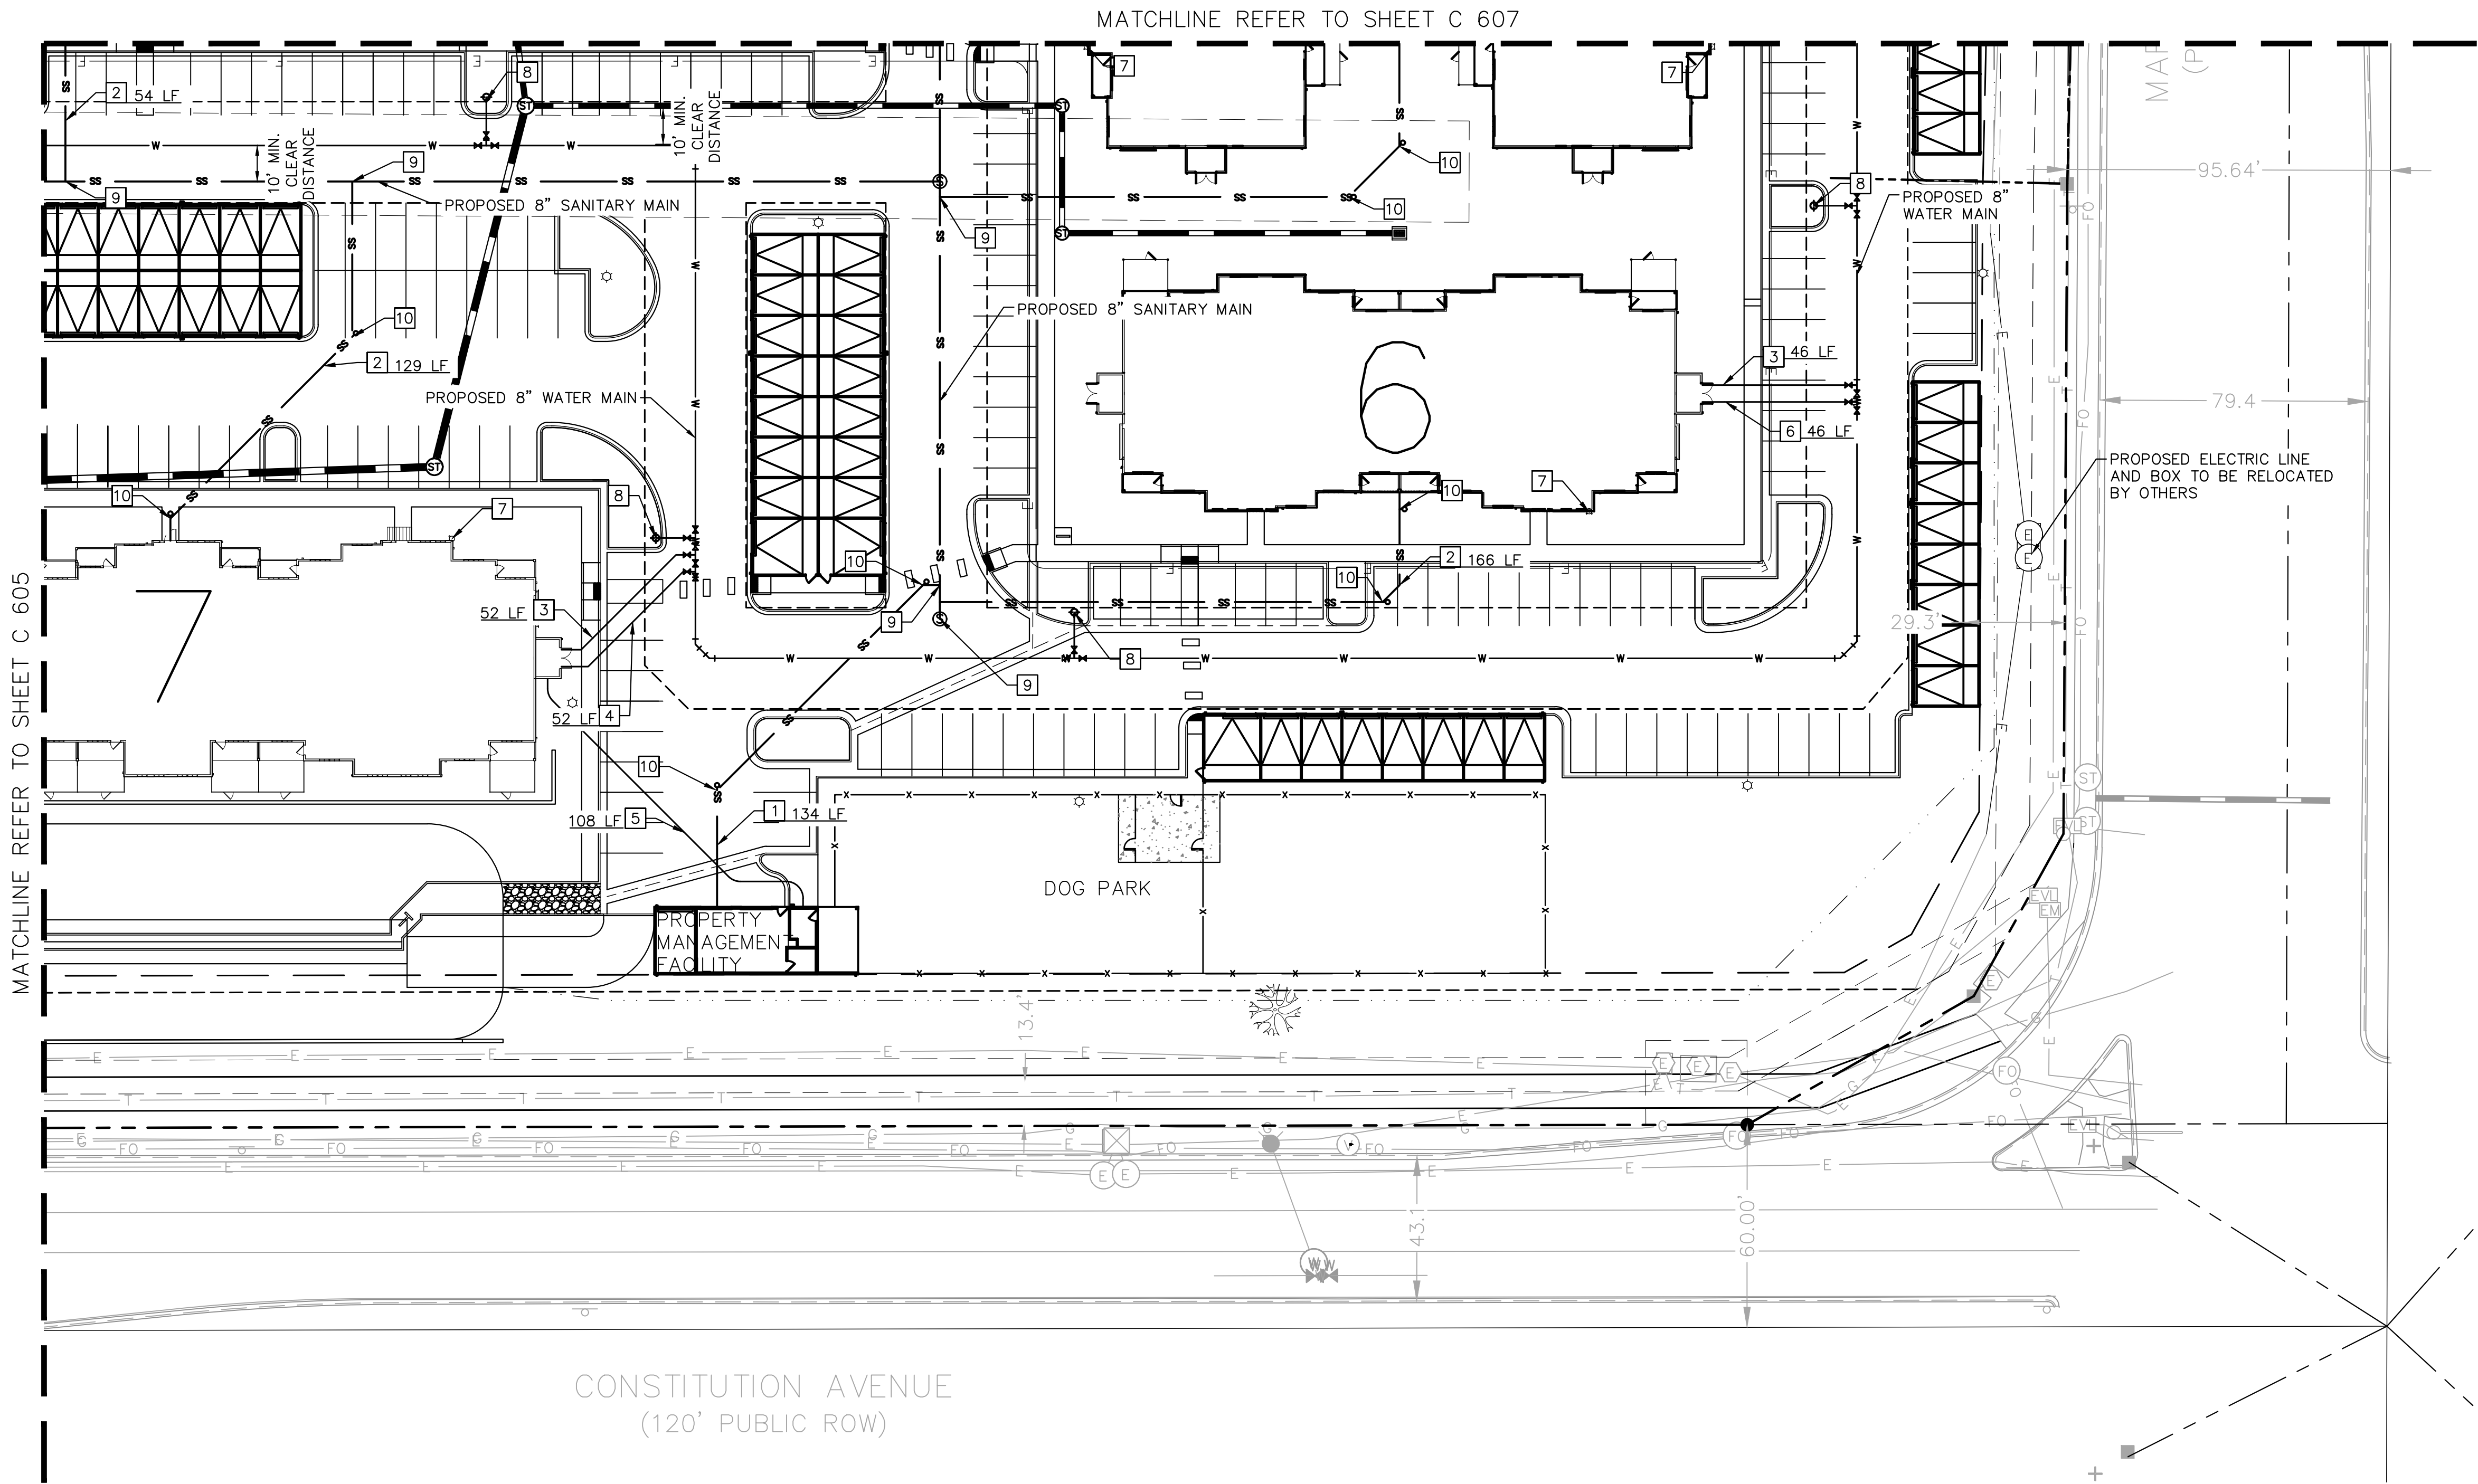 MATCHLINE REFER TO SHEET C 607
MATCHLINE REFER TO SHEET C 605
7
7
8
2 54 LF
10' MIN.
CLEAR
DISTANCE
10' MIN.
CLEAR
DISTANCE
9
9
10
10
8
PROPOSED 8" SANITARY MAIN
PROPOSED 8"
WATER MAIN
95.64'
9
10
PROPOSED 8" SANITARY MAIN
6
2 129 LF
3 46 LF
PROPOSED 8" WATER MAIN
79.4
6 46 LF
PROPOSED ELECTRIC LINE
AND BOX TO BE RELOCATED
BY OTHERS
10
8
7
7
10
10
10
2 166 LF
7
52 LF 3
9
8
29.3'
9
52 LF 4
10
108 LF 5
1 134 LF
DOG PARK
PROPERTY
MANAGEMENT
FACILITY
13.4'
43.1
60.00'
CONSTITUTION AVENUE
(120' PUBLIC ROW)
SS
W
ST
S
E
T
G
FO
X
EVL
EM